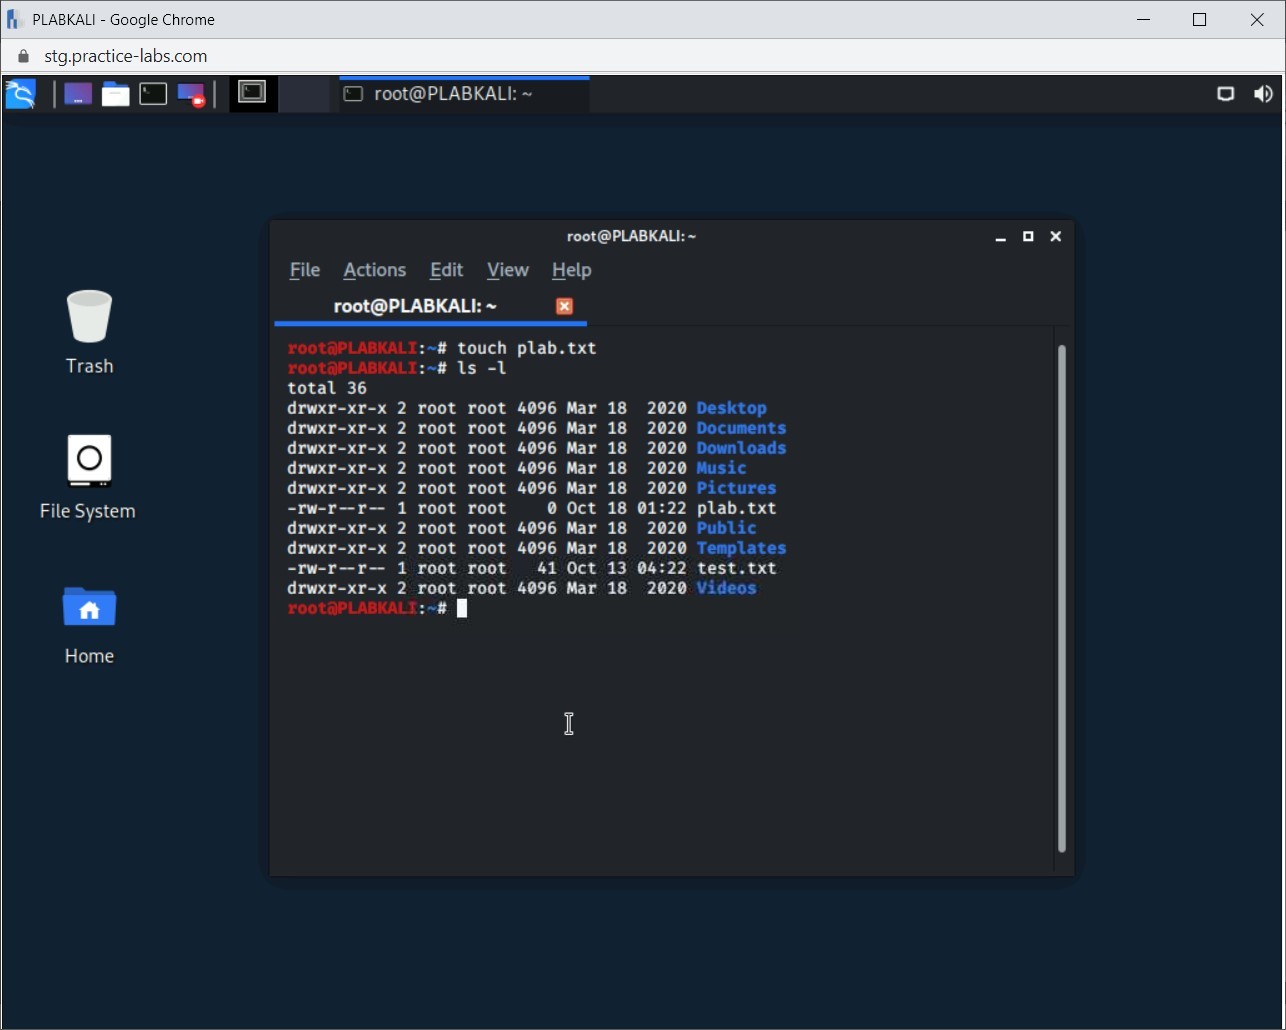 PLABKALI - Google Chrome
stg.practice-labs.com
root@PLABKALI: ~
root@PLABKALI: ~
File Actions Edit View Help
root@PLABKALI: ~
root@PLABKALI:~# touch plab.txt
root@PLABKALI:~# ls -l
total 36
drwxr-xr-x 2 root root 4096 Mar 18  2020 Desktop
drwxr-xr-x 2 root root 4096 Mar 18  2020 Documents
drwxr-xr-x 2 root root 4096 Mar 18  2020 Downloads
drwxr-xr-x 2 root root 4096 Mar 18  2020 Music
drwxr-xr-x 2 root root 4096 Mar 18  2020 Pictures
-rw-r--r-- 1 root root    0 Oct 18 01:22 plab.txt
drwxr-xr-x 2 root root 4096 Mar 18  2020 Public
drwxr-xr-x 2 root root 4096 Mar 18  2020 Templates
-rw-r--r-- 1 root root   41 Oct 13 04:22 test.txt
drwxr-xr-x 2 root root 4096 Mar 18  2020 Videos
root@PLABKALI:~#
Trash
File System
Home